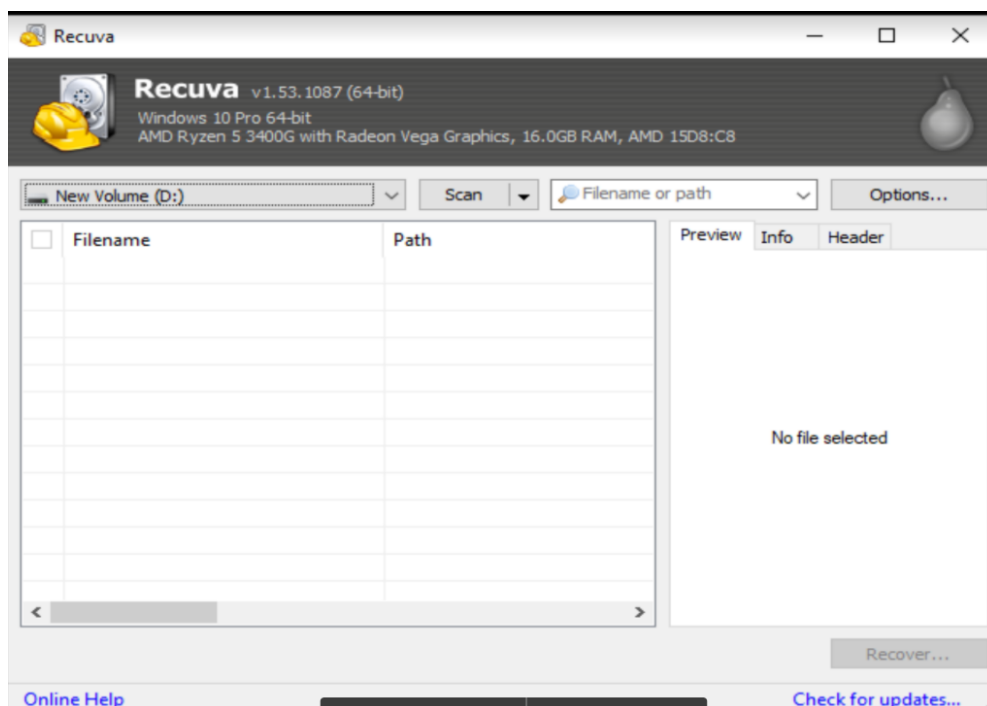 Recuva
Recuva v1.53.1087 (64-bit)
Windows 10 Pro 64-bit
AMD Ryzen 5 3400G with Radeon Vega Graphics, 16.0GB RAM, AMD 15D8:C8
New Volume (D:) Scan Filename or path Options...
Filename Path Preview Info Header
No file selected
Recover...
Online Help Check for updates...